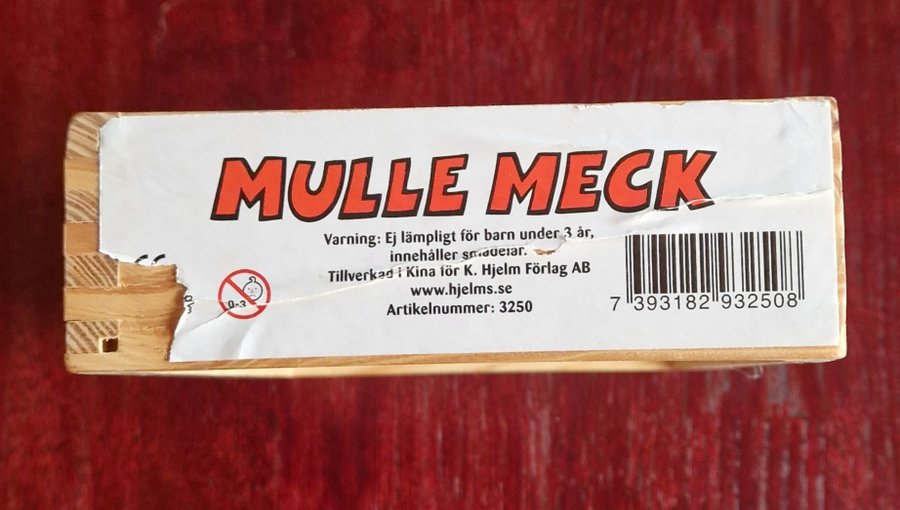 MULLE MECK
Varning: Ej lämpligt för barn under 3 år,
innehåller smådelar.
Tillverkad i Kina för K. Hjelm Förlag AB
www.hjelms.se
Artikelnummer: 3250
0-3
7 393182 932508